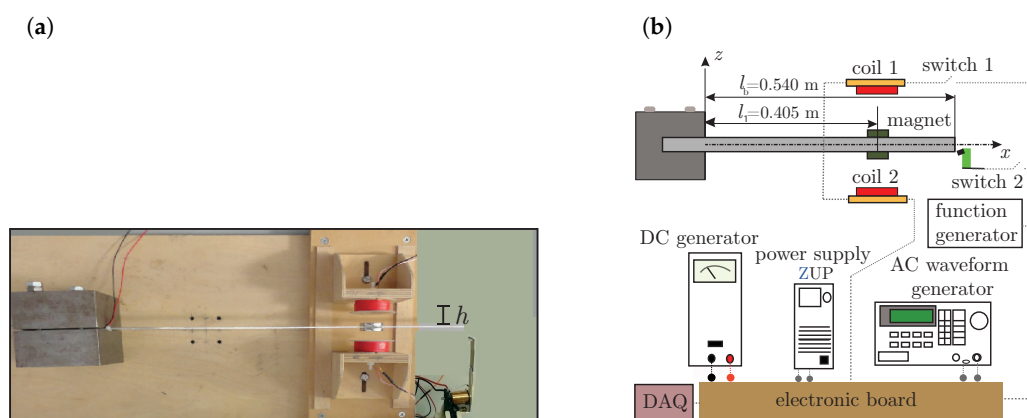 (a)
(b)
h
z
coil 1
switch 1
l_b=0.540 m
l_1=0.405 m
magnet
x
switch 2
coil 2
function
generator
DC generator
power supply
ZUP
AC waveform
generator
DAQ
electronic board